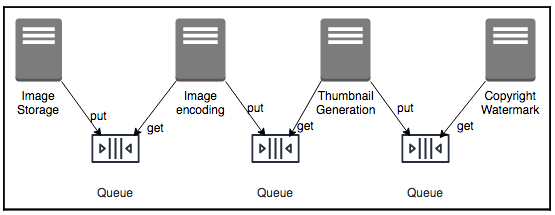 Image
Storage
Image
encoding
Thumbnail
Generation
Copyright
Watermark
put
get
put
get
put
get
Queue
Queue
Queue